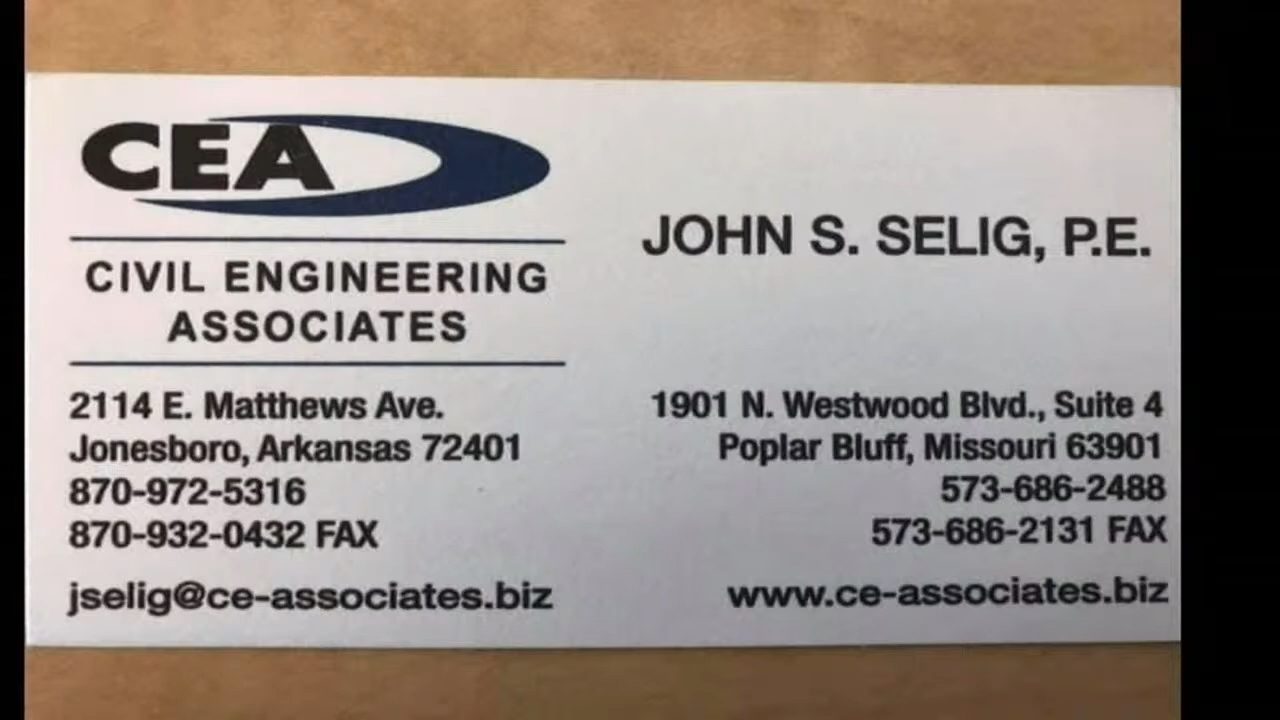 CEA
CIVIL ENGINEERING
ASSOCIATES
JOHN S. SELIG, P.E.
2114 E. Matthews Ave.
Jonesboro, Arkansas 72401
870-972-5316
870-932-0432 FAX
jselig@ce-associates.biz
1901 N. Westwood Blvd., Suite 4
Poplar Bluff, Missouri 63901
573-686-2488
573-686-2131 FAX
www.ce-associates.biz